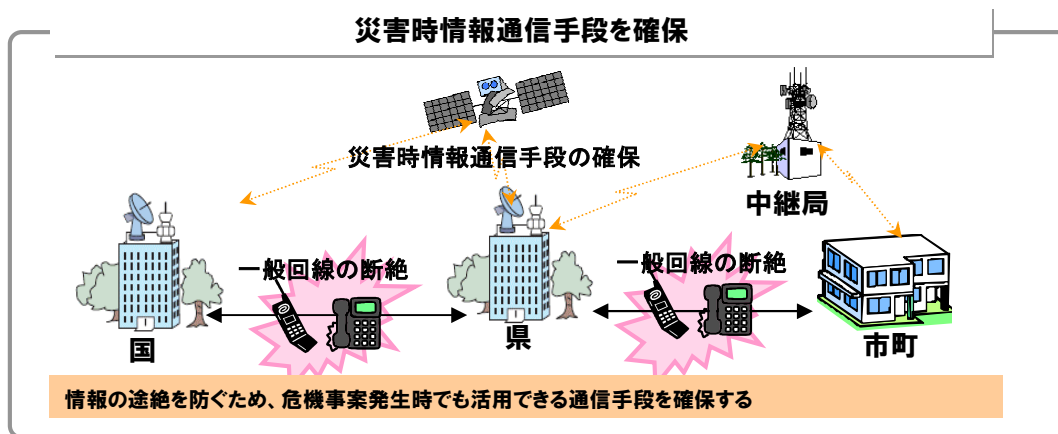 災害時情報通信手段を確保
災害時情報通信手段の確保
中継局
一般回線の断絶
一般回線の断絶
国
県
市町
情報の途絶を防ぐため、危機事案発生時でも活用できる通信手段を確保する